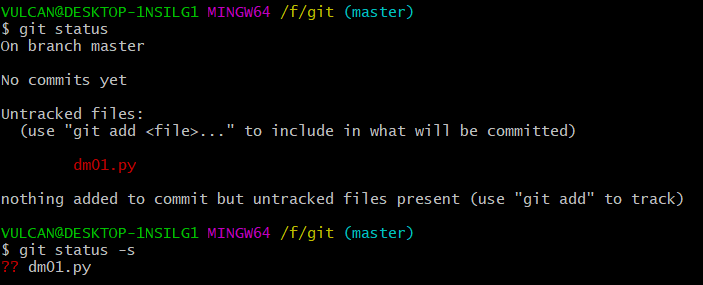 VULCAN@DESKTOP-1NSILG1 MINGW64 /f/git (master)
$ git status
On branch master
No commits yet
Untracked files:
(use "git add <file>..." to include in what will be committed)
dm01.py
nothing added to commit but untracked files present (use "git add" to track)
VULCAN@DESKTOP-1NSILG1 MINGW64 /f/git (master)
$ git status -s
?? dm01.py